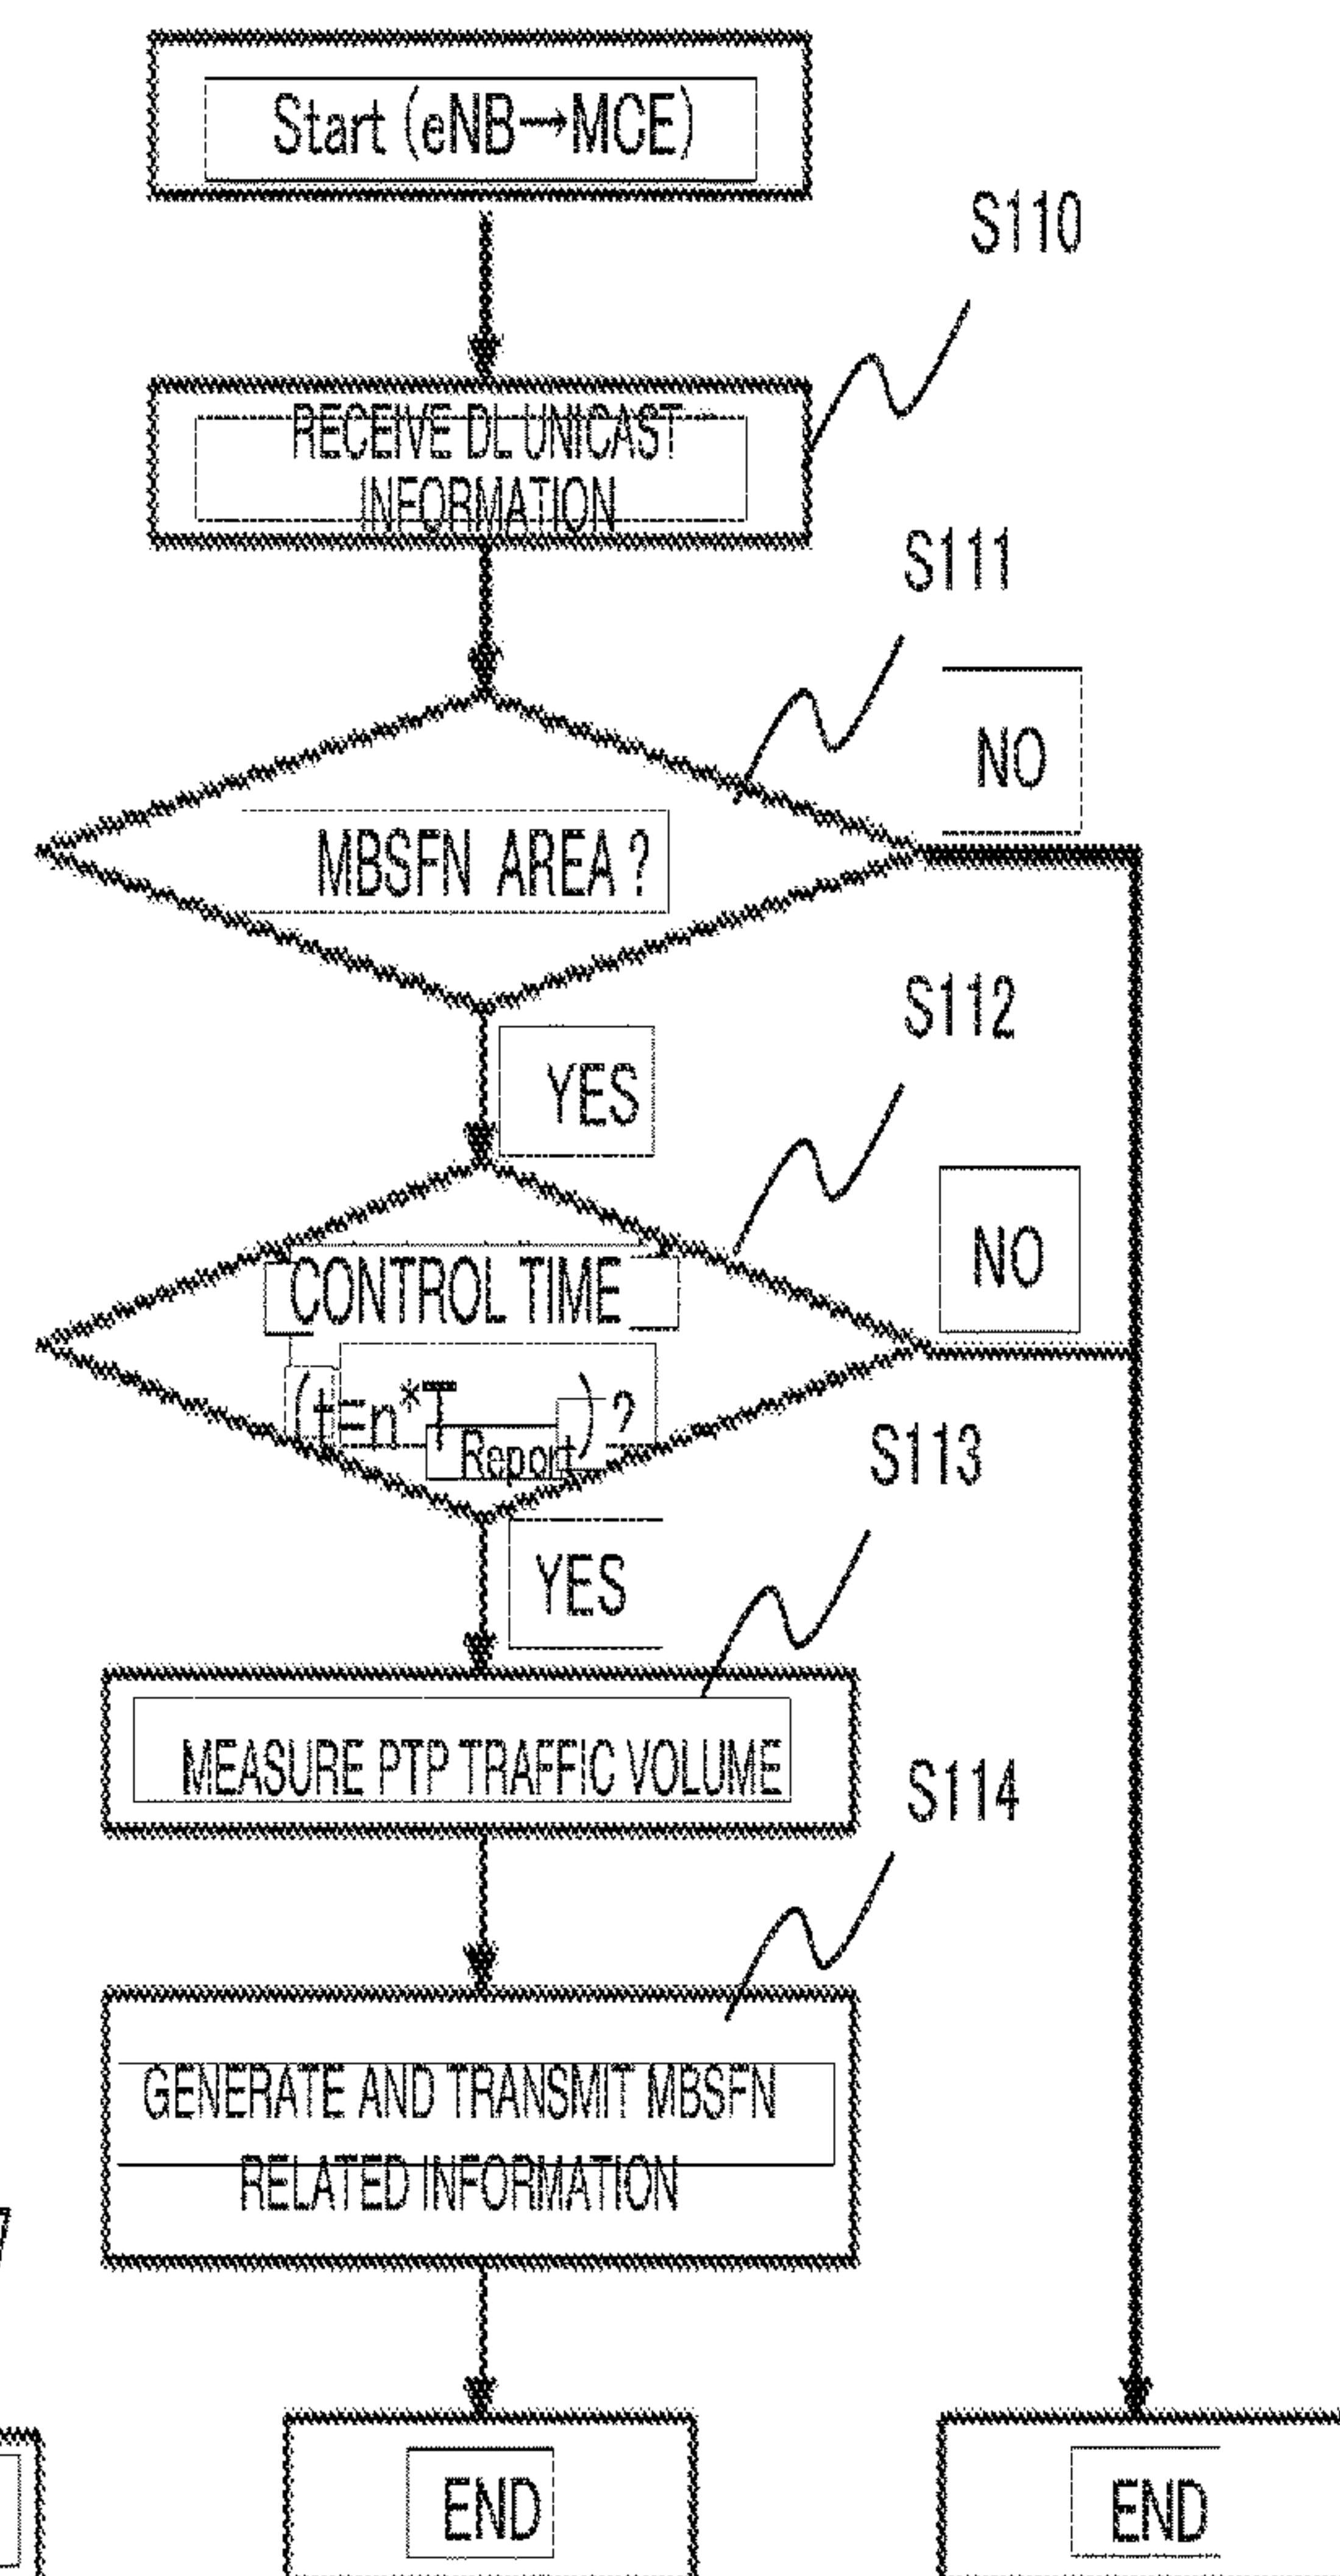 Start (eNB→MCE)
S110
RECEIVE DL UNICAST
INFORMATION
S111
NO
MBSFN AREA ?
S112
YES
NO
CONTROL TIME
(t=n*T Report) ?
S113
YES
MEASURE PTP TRAFFIC VOLUME
S114
GENERATE AND TRANSMIT MBSFN
RELATED INFORMATION
END
END